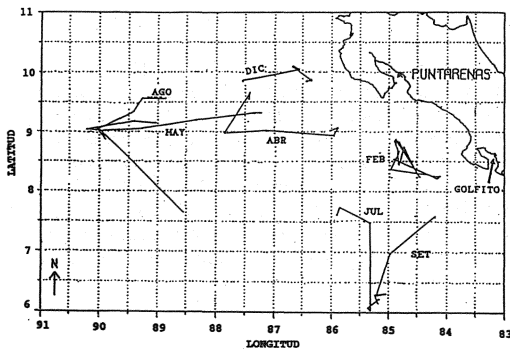 11
10
9
8
7
6
LATITUD
DIC.
PUNTARENAS
AGO
MAY
ABR
FEB
GOLFITO
JUL
SET
N
91 90 89 88 87 86 85 84 83
LONGITUD